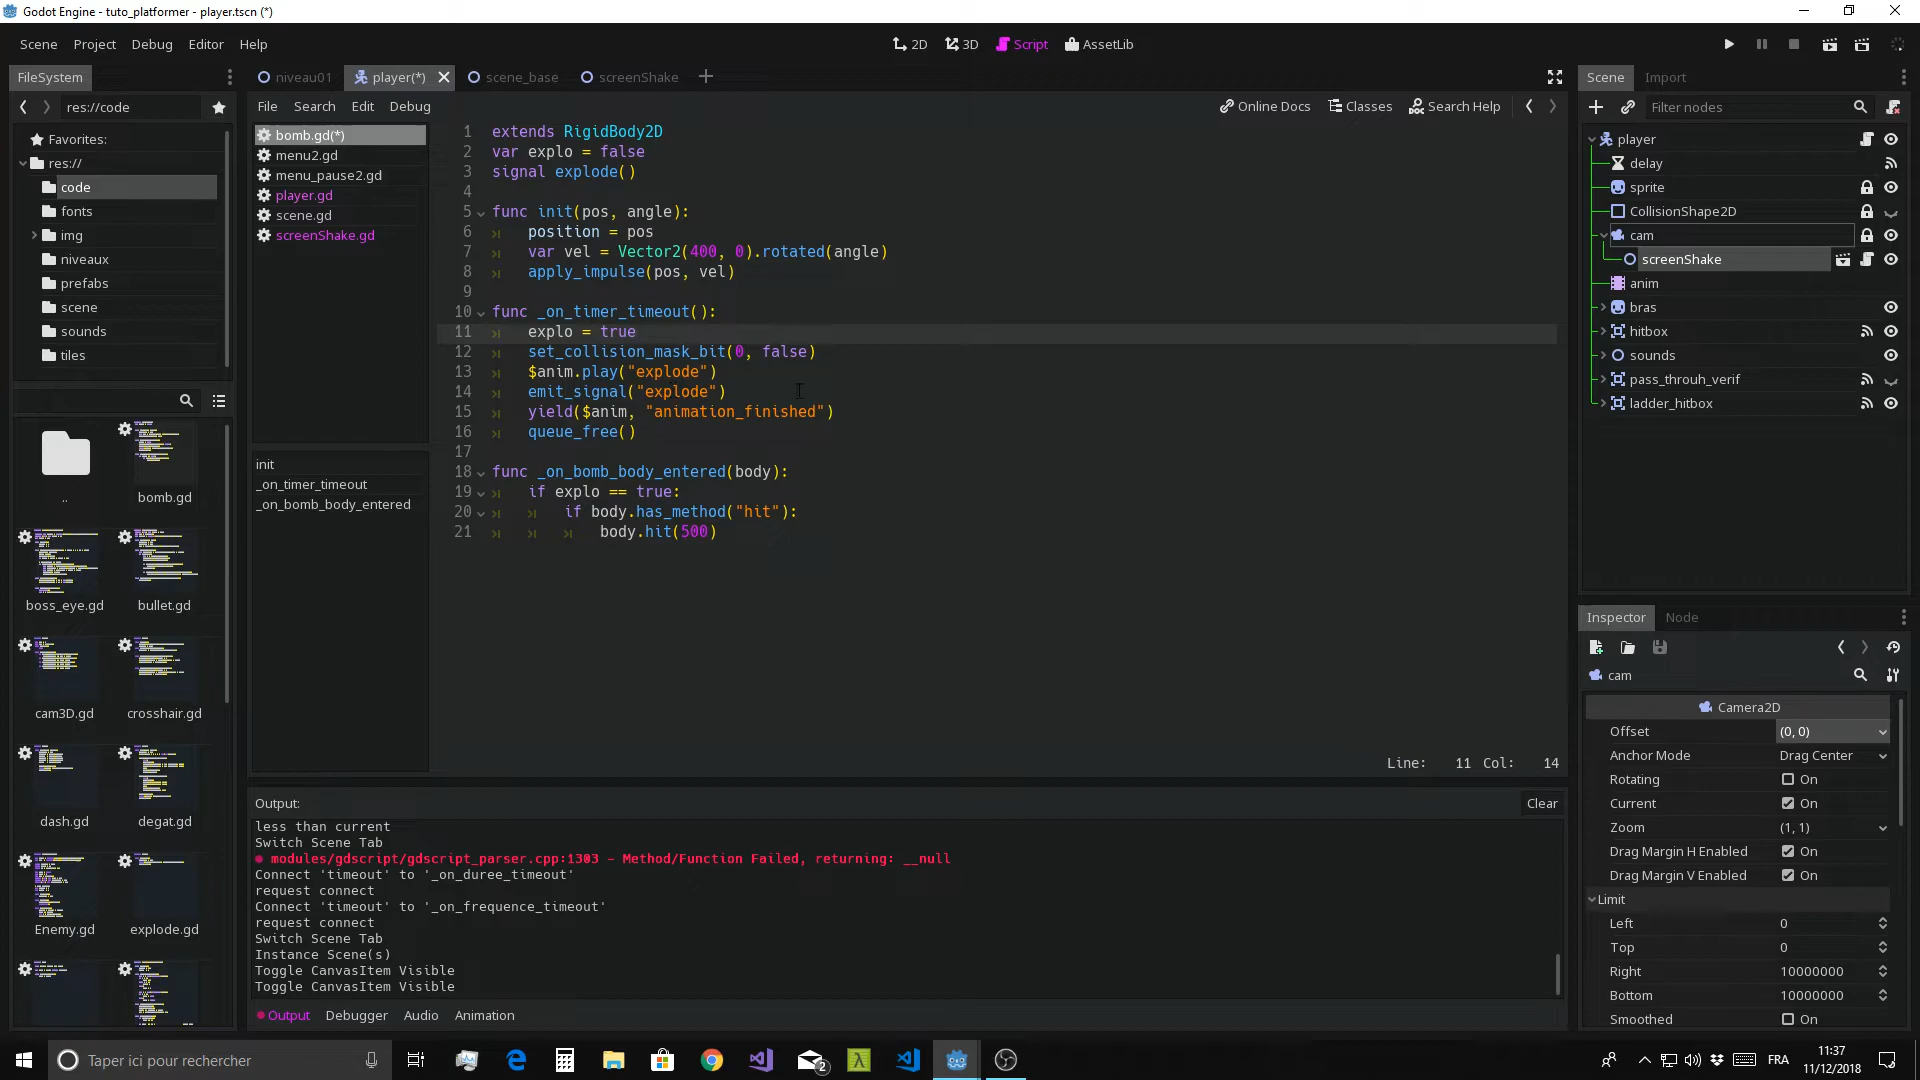 Godot Engine - tuto_platformer - player.tscn (*)
Scene Project Debug Editor Help
2D 3D Script AssetLib
FileSystem
res://code
Favorites:
res://
code
fonts
img
niveaux
prefabs
scene
sounds
tiles
..
bomb.gd
boss_eye.gd
bullet.gd
cam3D.gd
crosshair.gd
dash.gd
degat.gd
Enemy.gd
explode.gd
niveau01 player(*) scene_base screenShake
File Search Edit Debug
Online Docs Classes Search Help
bomb.gd(*)
menu2.gd
menu_pause2.gd
player.gd
scene.gd
screenShake.gd
init
_on_timer_timeout
_on_bomb_body_entered
1 extends RigidBody2D
2 var explo = false
3 signal explode()
4
5 func init(pos, angle):
6 position = pos
7 var vel = Vector2(400, 0).rotated(angle)
8 apply_impulse(pos, vel)
9
10 func _on_timer_timeout():
11 explo = true
12 set_collision_mask_bit(0, false)
13 $anim.play("explode")
14 emit_signal("explode")
15 yield($anim, "animation_finished")
16 queue_free()
17
18 func _on_bomb_body_entered(body):
19 if explo == true:
20 if body.has_method("hit"):
21 body.hit(500)
Line: 11 Col: 14
Output:
Clear
less than current
Switch Scene Tab
modules/gdscript/gdscript_parser.cpp:1303 - Method/Function Failed, returning: __null
Connect 'timeout' to '_on_duree_timeout'
request connect
Connect 'timeout' to '_on_frequence_timeout'
request connect
Switch Scene Tab
Instance Scene(s)
Toggle CanvasItem Visible
Toggle CanvasItem Visible
Output Debugger Audio Animation
Scene Import
Filter nodes
player
delay
sprite
CollisionShape2D
cam
screenShake
anim
bras
hitbox
sounds
pass_throuh_verif
ladder_hitbox
Inspector Node
cam
Camera2D
Offset (0, 0)
Anchor Mode Drag Center
Rotating On
Current On
Zoom (1, 1)
Drag Margin H Enabled On
Drag Margin V Enabled On
Limit
Left 0
Top 0
Right 10000000
Bottom 10000000
Smoothed On
Taper ici pour rechercher
2
FRA
11:37
11/12/2018